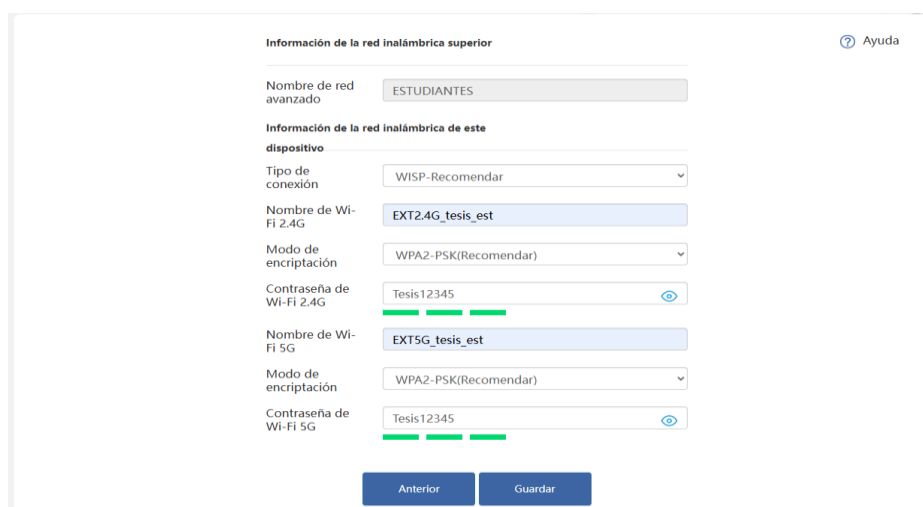 Información de la red inalámbrica superior
Ayuda
Nombre de red
avanzado
ESTUDIANTES
Información de la red inalámbrica de este
dispositivo
Tipo de
conexión
WISP-Recomendar
Nombre de Wi-
Fi 2.4G
EXT2.4G_tesis_est
Modo de
encriptación
WPA2-PSK(Recomendar)
Contraseña de
Wi-Fi 2.4G
Tesis12345
Nombre de Wi-
Fi 5G
EXT5G_tesis_est
Modo de
encriptación
WPA2-PSK(Recomendar)
Contraseña de
Wi-Fi 5G
Tesis12345
Anterior
Guardar